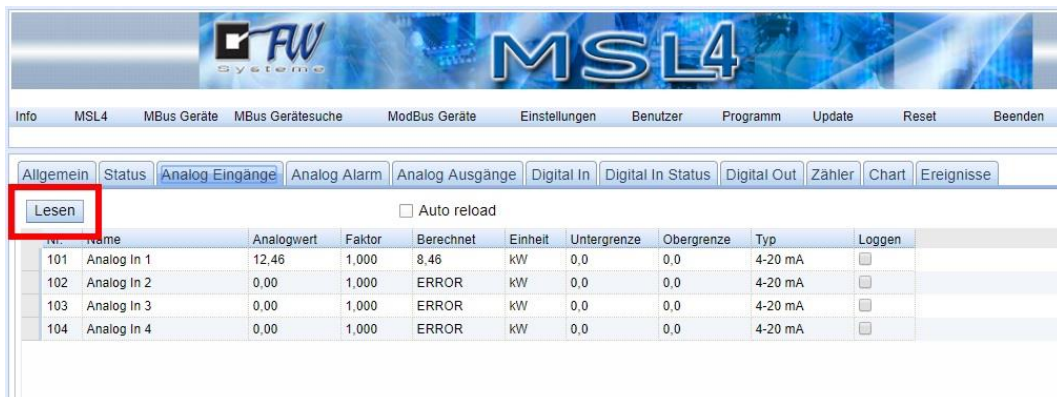 FW
Systeme
MSL4
Info MSL4 MBus Geräte MBus Gerätesuche ModBus Geräte Einstellungen Benutzer Programm Update Reset Beenden
Allgemein Status Analog Eingänge Analog Alarm Analog Ausgänge Digital In Digital In Status Digital Out Zähler Chart Ereignisse
Lesen Auto reload
Nr. Name Analogwert Faktor Berechnet Einheit Untergrenze Obergrenze Typ Loggen
101 Analog In 1 12,46 1,000 8,46 kW 0,0 0,0 4-20 mA
102 Analog In 2 0,00 1,000 ERROR kW 0,0 0,0 4-20 mA
103 Analog In 3 0,00 1,000 ERROR kW 0,0 0,0 4-20 mA
104 Analog In 4 0,00 1,000 ERROR kW 0,0 0,0 4-20 mA